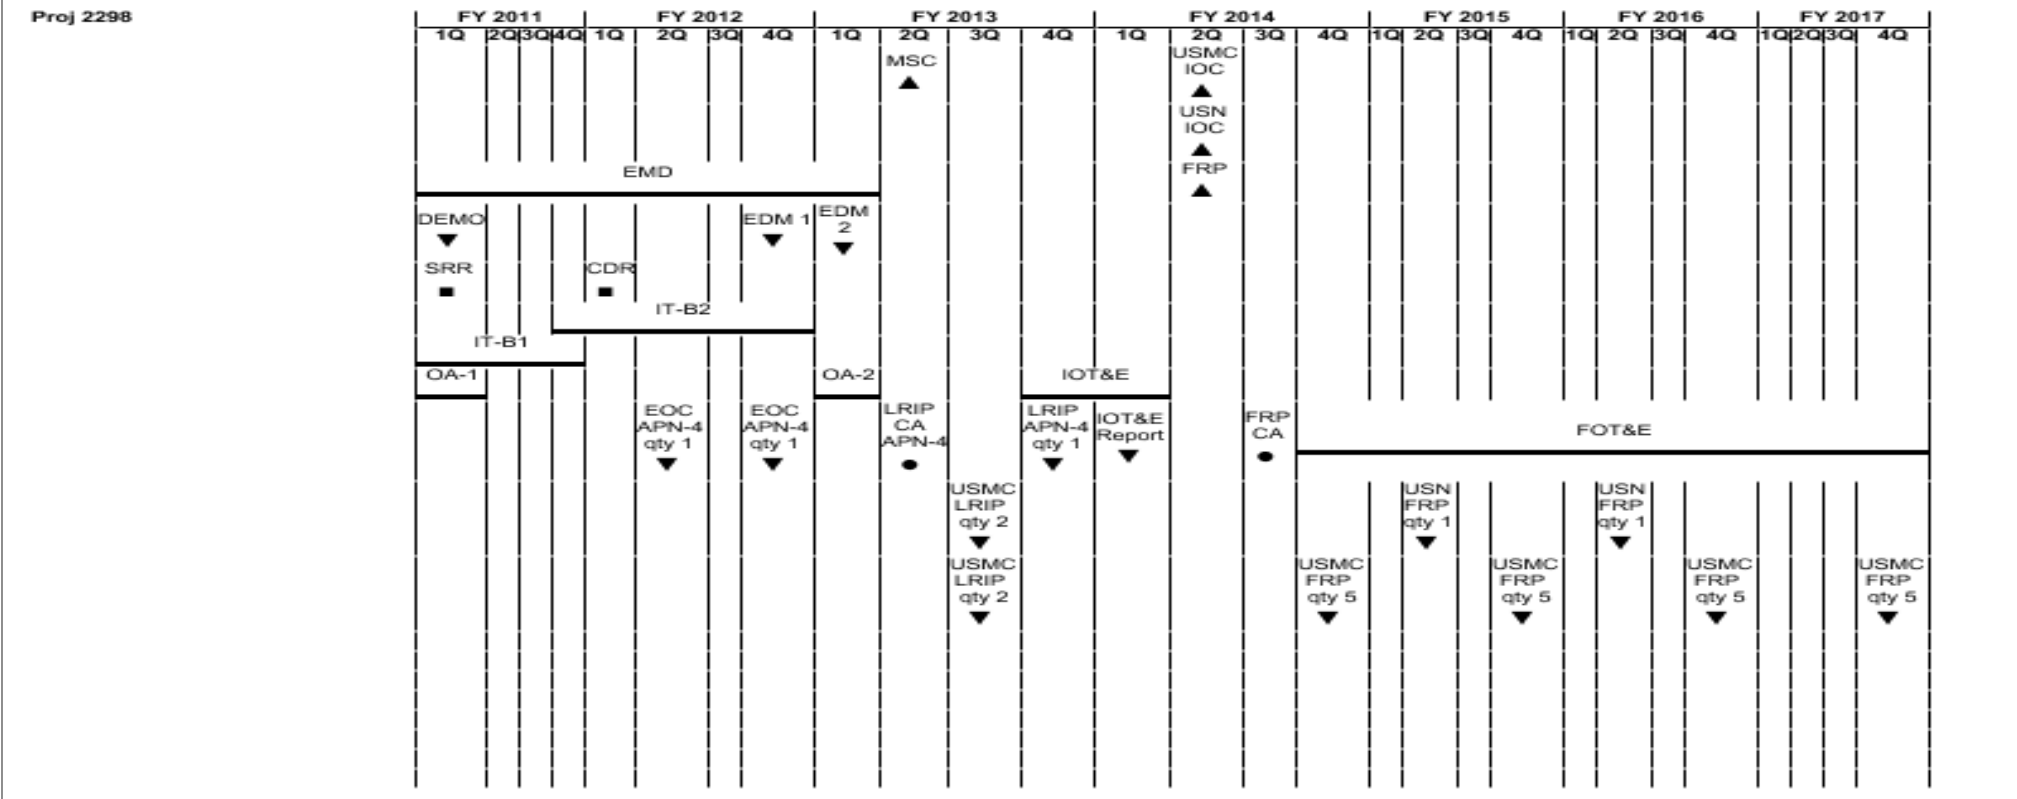 Proj 2298
FY 2011 FY 2012 FY 2013 FY 2014 FY 2015 FY 2016 FY 2017
1Q 2Q 3Q 4Q 1Q 2Q 3Q 4Q 1Q 2Q 3Q 4Q 1Q 2Q 3Q 4Q 1Q 2Q 3Q 4Q 1Q 2Q 3Q 4Q 1Q 2Q 3Q 4Q
MSC
USMC
IOC
USN
IOC
FRP
EMD
DEMO
EDM 1
EDM
2
SRR
CDR
IT-B2
IT-B1
OA-1
OA-2
IOT&E
EOC
APN-4
qty 1
EOC
APN-4
qty 1
LRIP
CA
APN-4
LRIP
APN-4
qty 1
IOT&E
Report
FRP
CA
FOT&E
USMC
LRIP
qty 2
USN
FRP
qty 1
USN
FRP
qty 1
USMC
LRIP
qty 2
USMC
FRP
qty 5
USMC
FRP
qty 5
USMC
FRP
qty 5
USMC
FRP
qty 5